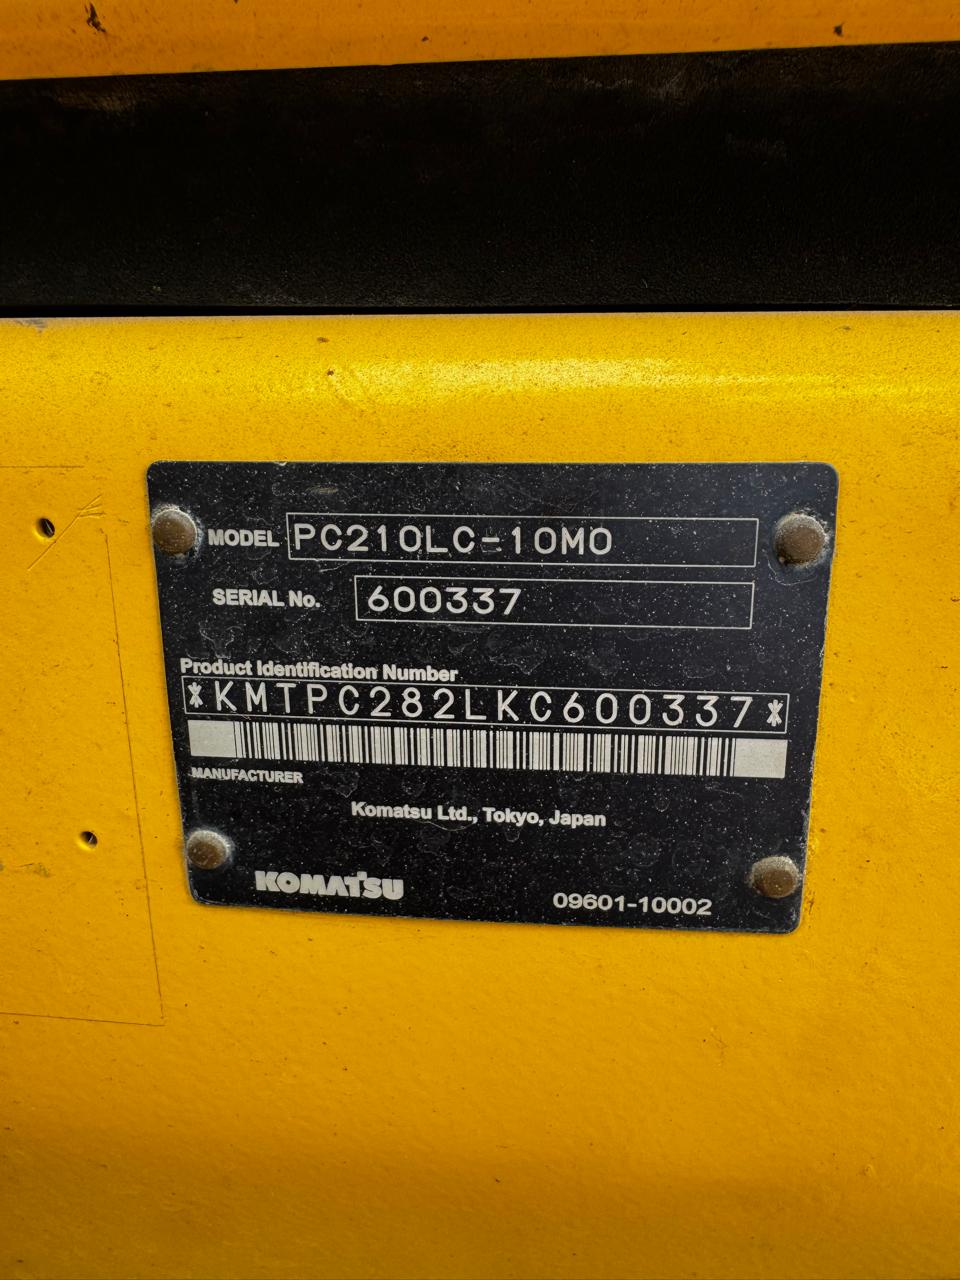 MODEL PC210LC-10M0
SERIAL No. 600337
Product Identification Number
*KMTPC282LKC600337*
MANUFACTURER
Komatsu Ltd., Tokyo, Japan
KOMATSU 09601-10002